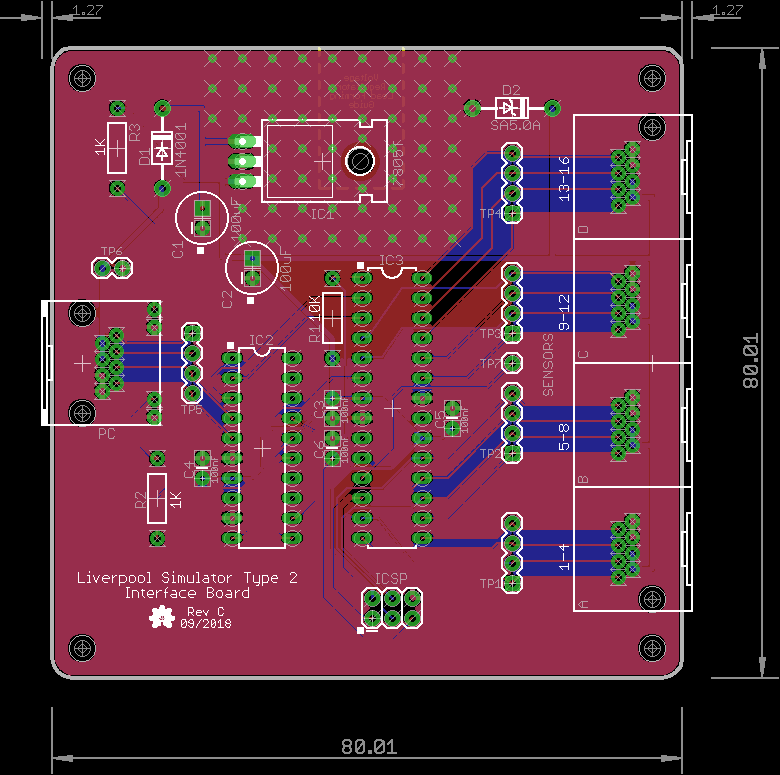 1.27
1.27
D2
SA5.0A
1K
R3
D1
1N4001
7805T
IC1
13-16
TP4
D
C1
100uF
TP6
C2
100uF
IC3
R1
10K
9-12
TP3
C
SENSORS
80.01
IC2
TP7
TP5
PC
C3
100nF
C5
100nF
C6
100nF
5-8
TP2
B
C4
100nF
R2
1K
1-4
TP1
A
ICSP
Liverpool Simulator Type 2
Interface Board
Rev C
09/2018
80.01